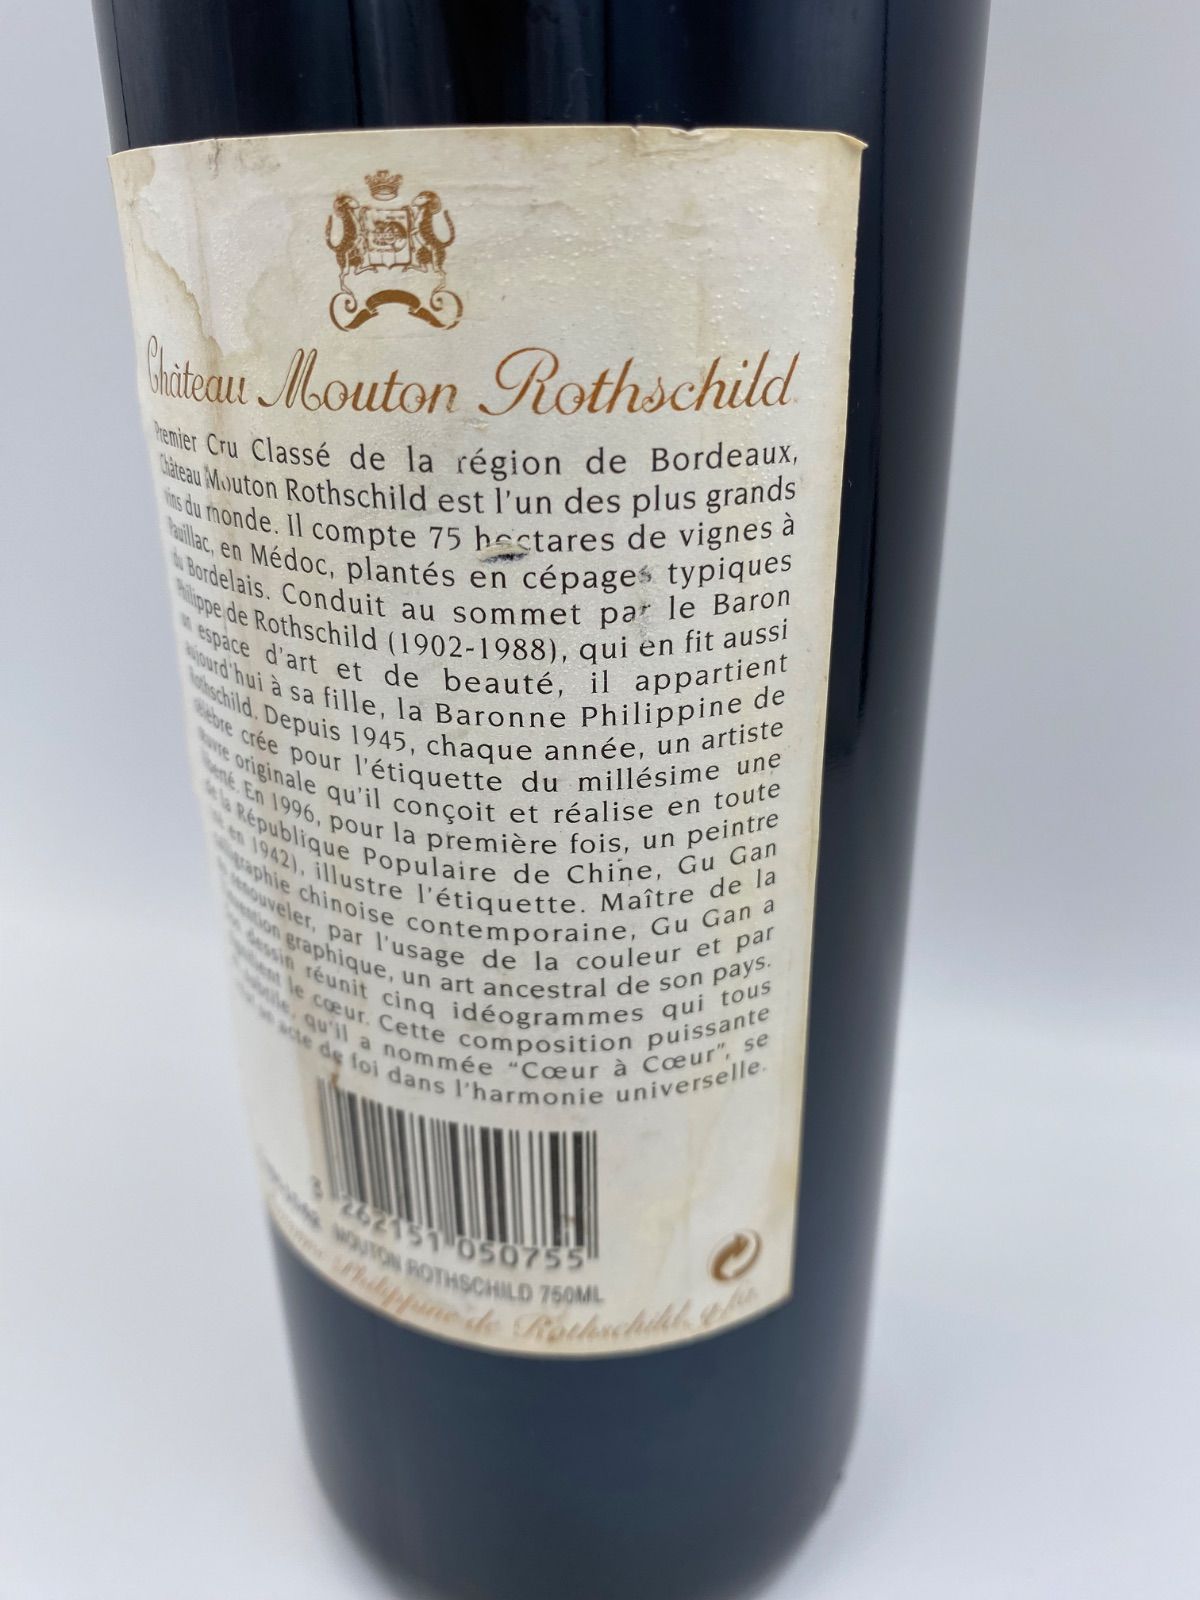 Château Mouton Rothschild
Premier Cru Classé de la région de Bordeaux,
Château Mouton Rothschild est l'un des plus grands
vins du monde. Il compte 75 hectares de vignes à
Pauillac, en Médoc, plantés en cépages typiques
du Bordelais. Conduit au sommet par le Baron
Philippe de Rothschild (1902-1988), qui en fit aussi
un espace d'art et de beauté, il appartient
aujourd'hui à sa fille, la Baronne Philippine de
Rothschild. Depuis 1945, chaque année, un artiste
célèbre crée pour l'étiquette du millésime une
œuvre originale qu'il conçoit et réalise en toute
liberté. En 1996, pour la première fois, un peintre
de la République Populaire de Chine, Gu Gan
né en 1942), illustre l'étiquette. Maître de la
calligraphie chinoise contemporaine, Gu Gan a
renouveler, par l'usage de la couleur et par
l'invention graphique, un art ancestral de son pays.
Son dessin réunit cinq idéogrammes qui tous
le cœur. Cette composition puissante
subtile, qu'il a nommée "Cœur à Cœur", se
un acte de foi dans l'harmonie universelle.
3 262151 050755
MOUTON ROTHSCHILD 750ML
Philippine de Rothschild, g.f.a.